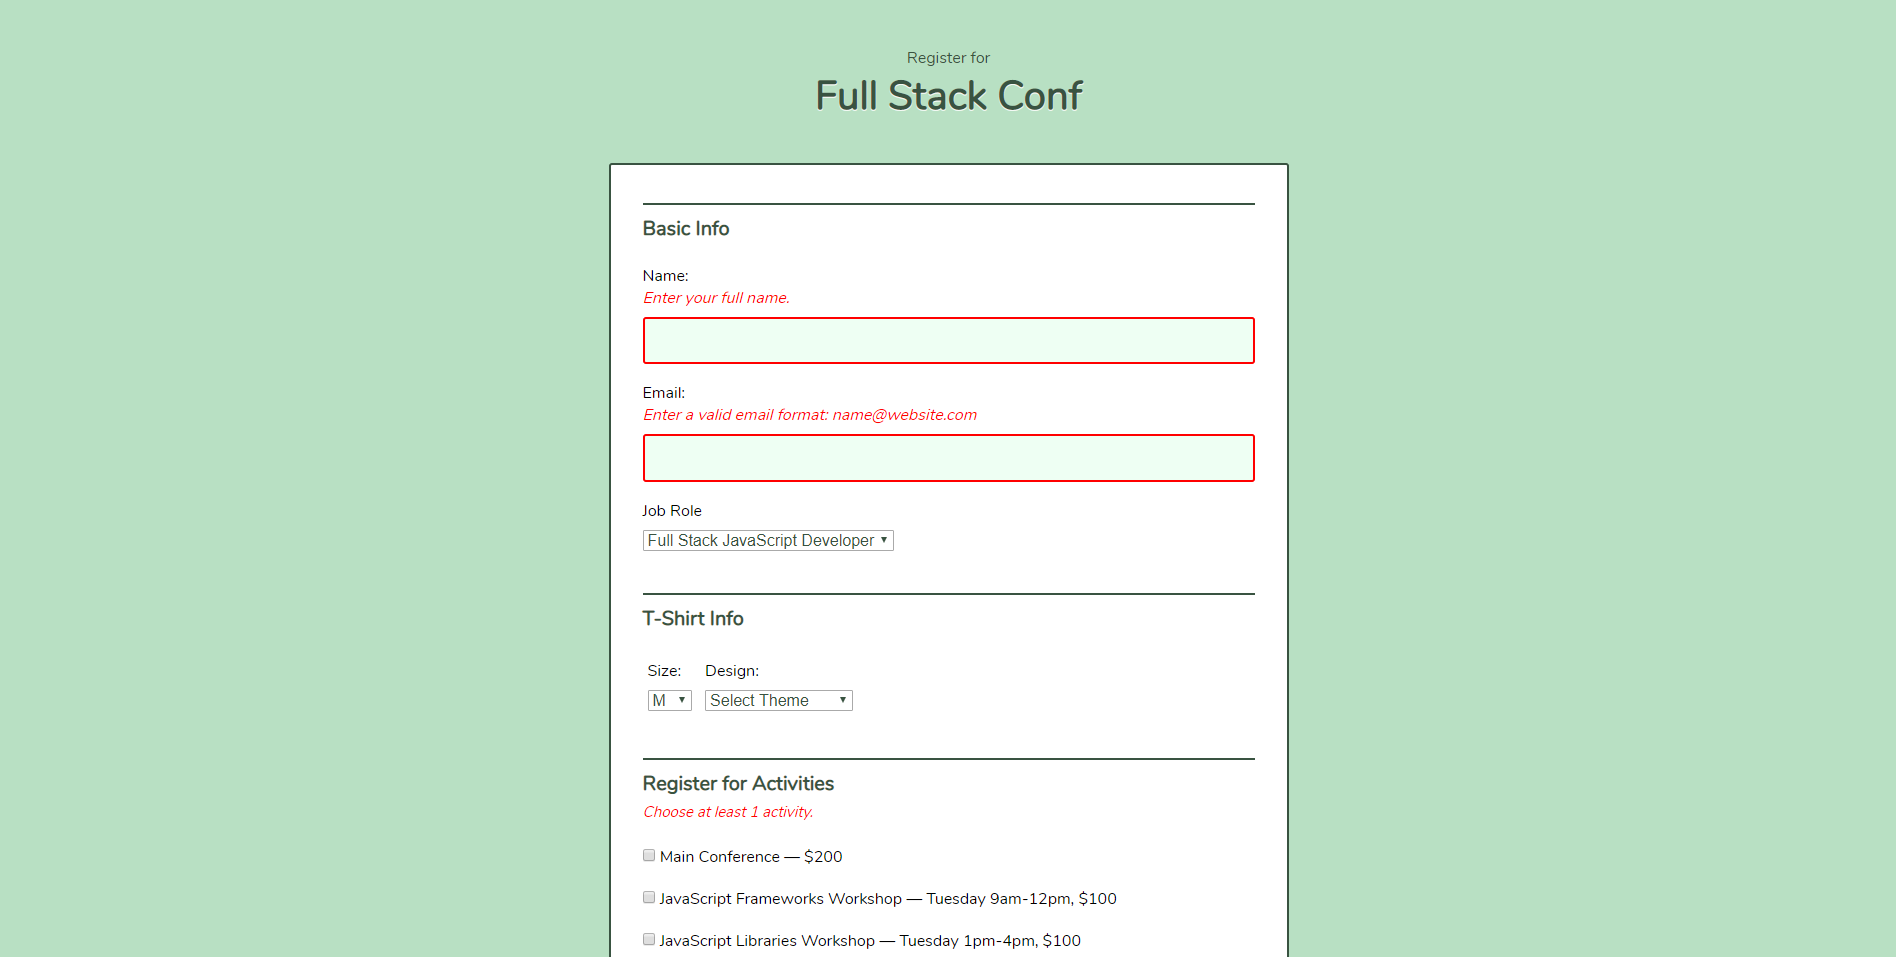 Register for
Full Stack Conf
Basic Info
Name:
Enter your full name.
Email:
Enter a valid email format: name@website.com
Job Role
Full Stack JavaScript Developer
T-Shirt Info
Size: Design:
M Select Theme
Register for Activities
Choose at least 1 activity.
Main Conference — $200
JavaScript Frameworks Workshop — Tuesday 9am-12pm, $100
JavaScript Libraries Workshop — Tuesday 1pm-4pm, $100